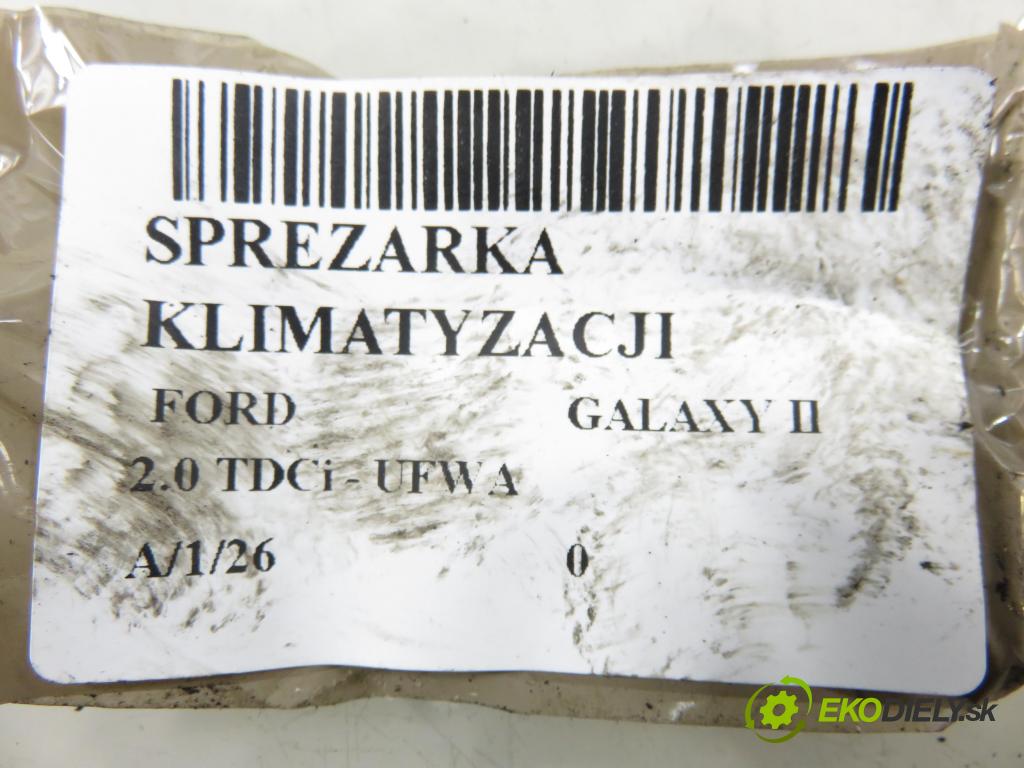 SPREZARKA
KLIMATYZACJI
FORD GALAXY II
2.0 TDCi - UFWA
A/1/26 0
EKODIELY.sk